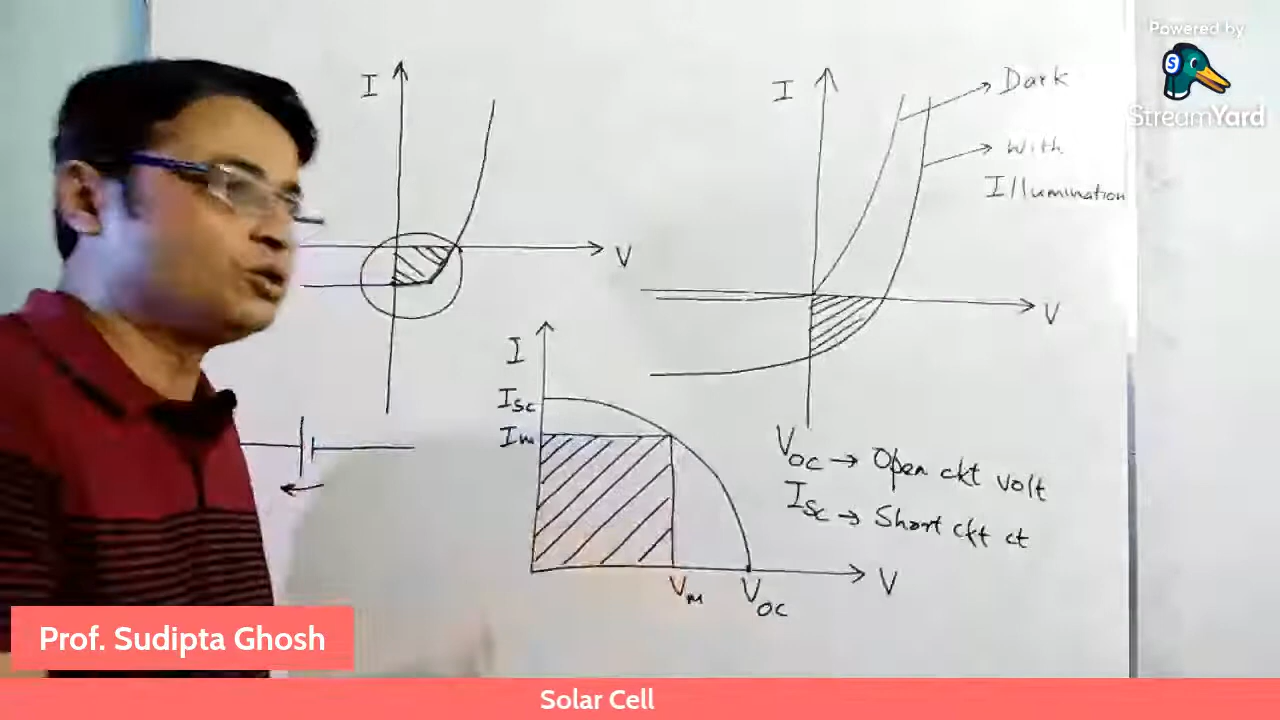 Powered by
StreamYard
I
V
I
Dark
With
Illumination
V
I
Isc
Im
Vm
Voc
V
Voc → Open ckt volt
Isc → Short ckt ct
Prof. Sudipta Ghosh
Solar Cell